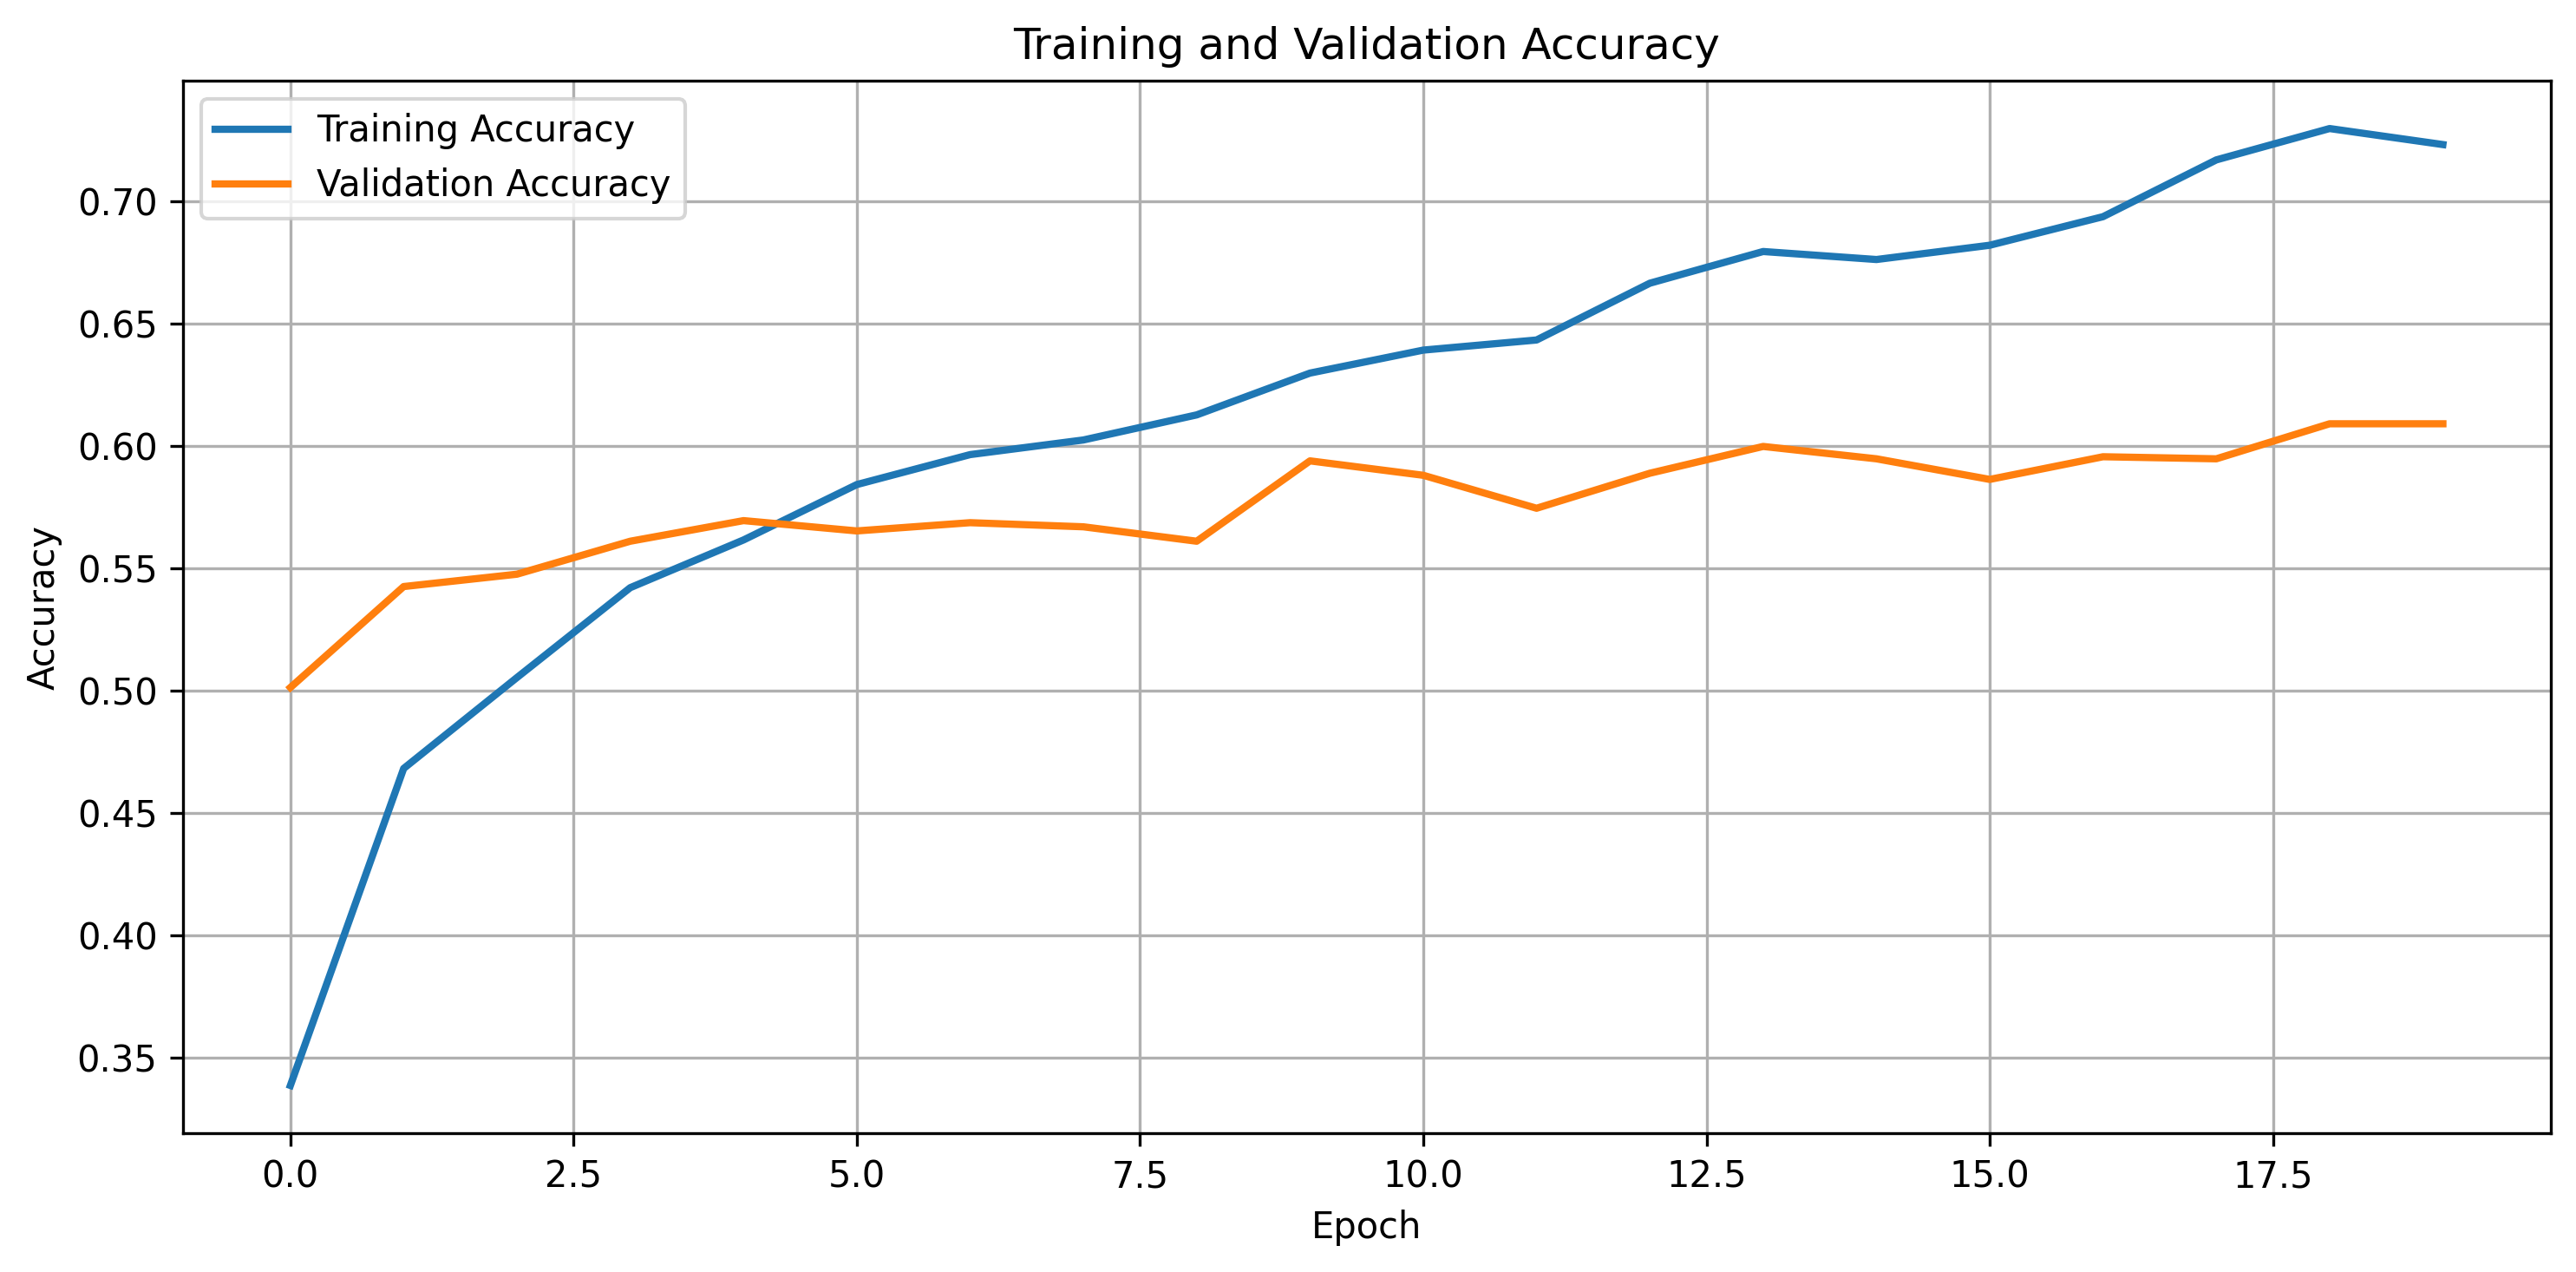 Training and Validation Accuracy
Training Accuracy
Validation Accuracy
Accuracy
0.70
0.65
0.60
0.55
0.50
0.45
0.40
0.35
0.0 2.5 5.0 7.5 10.0 12.5 15.0 17.5
Epoch